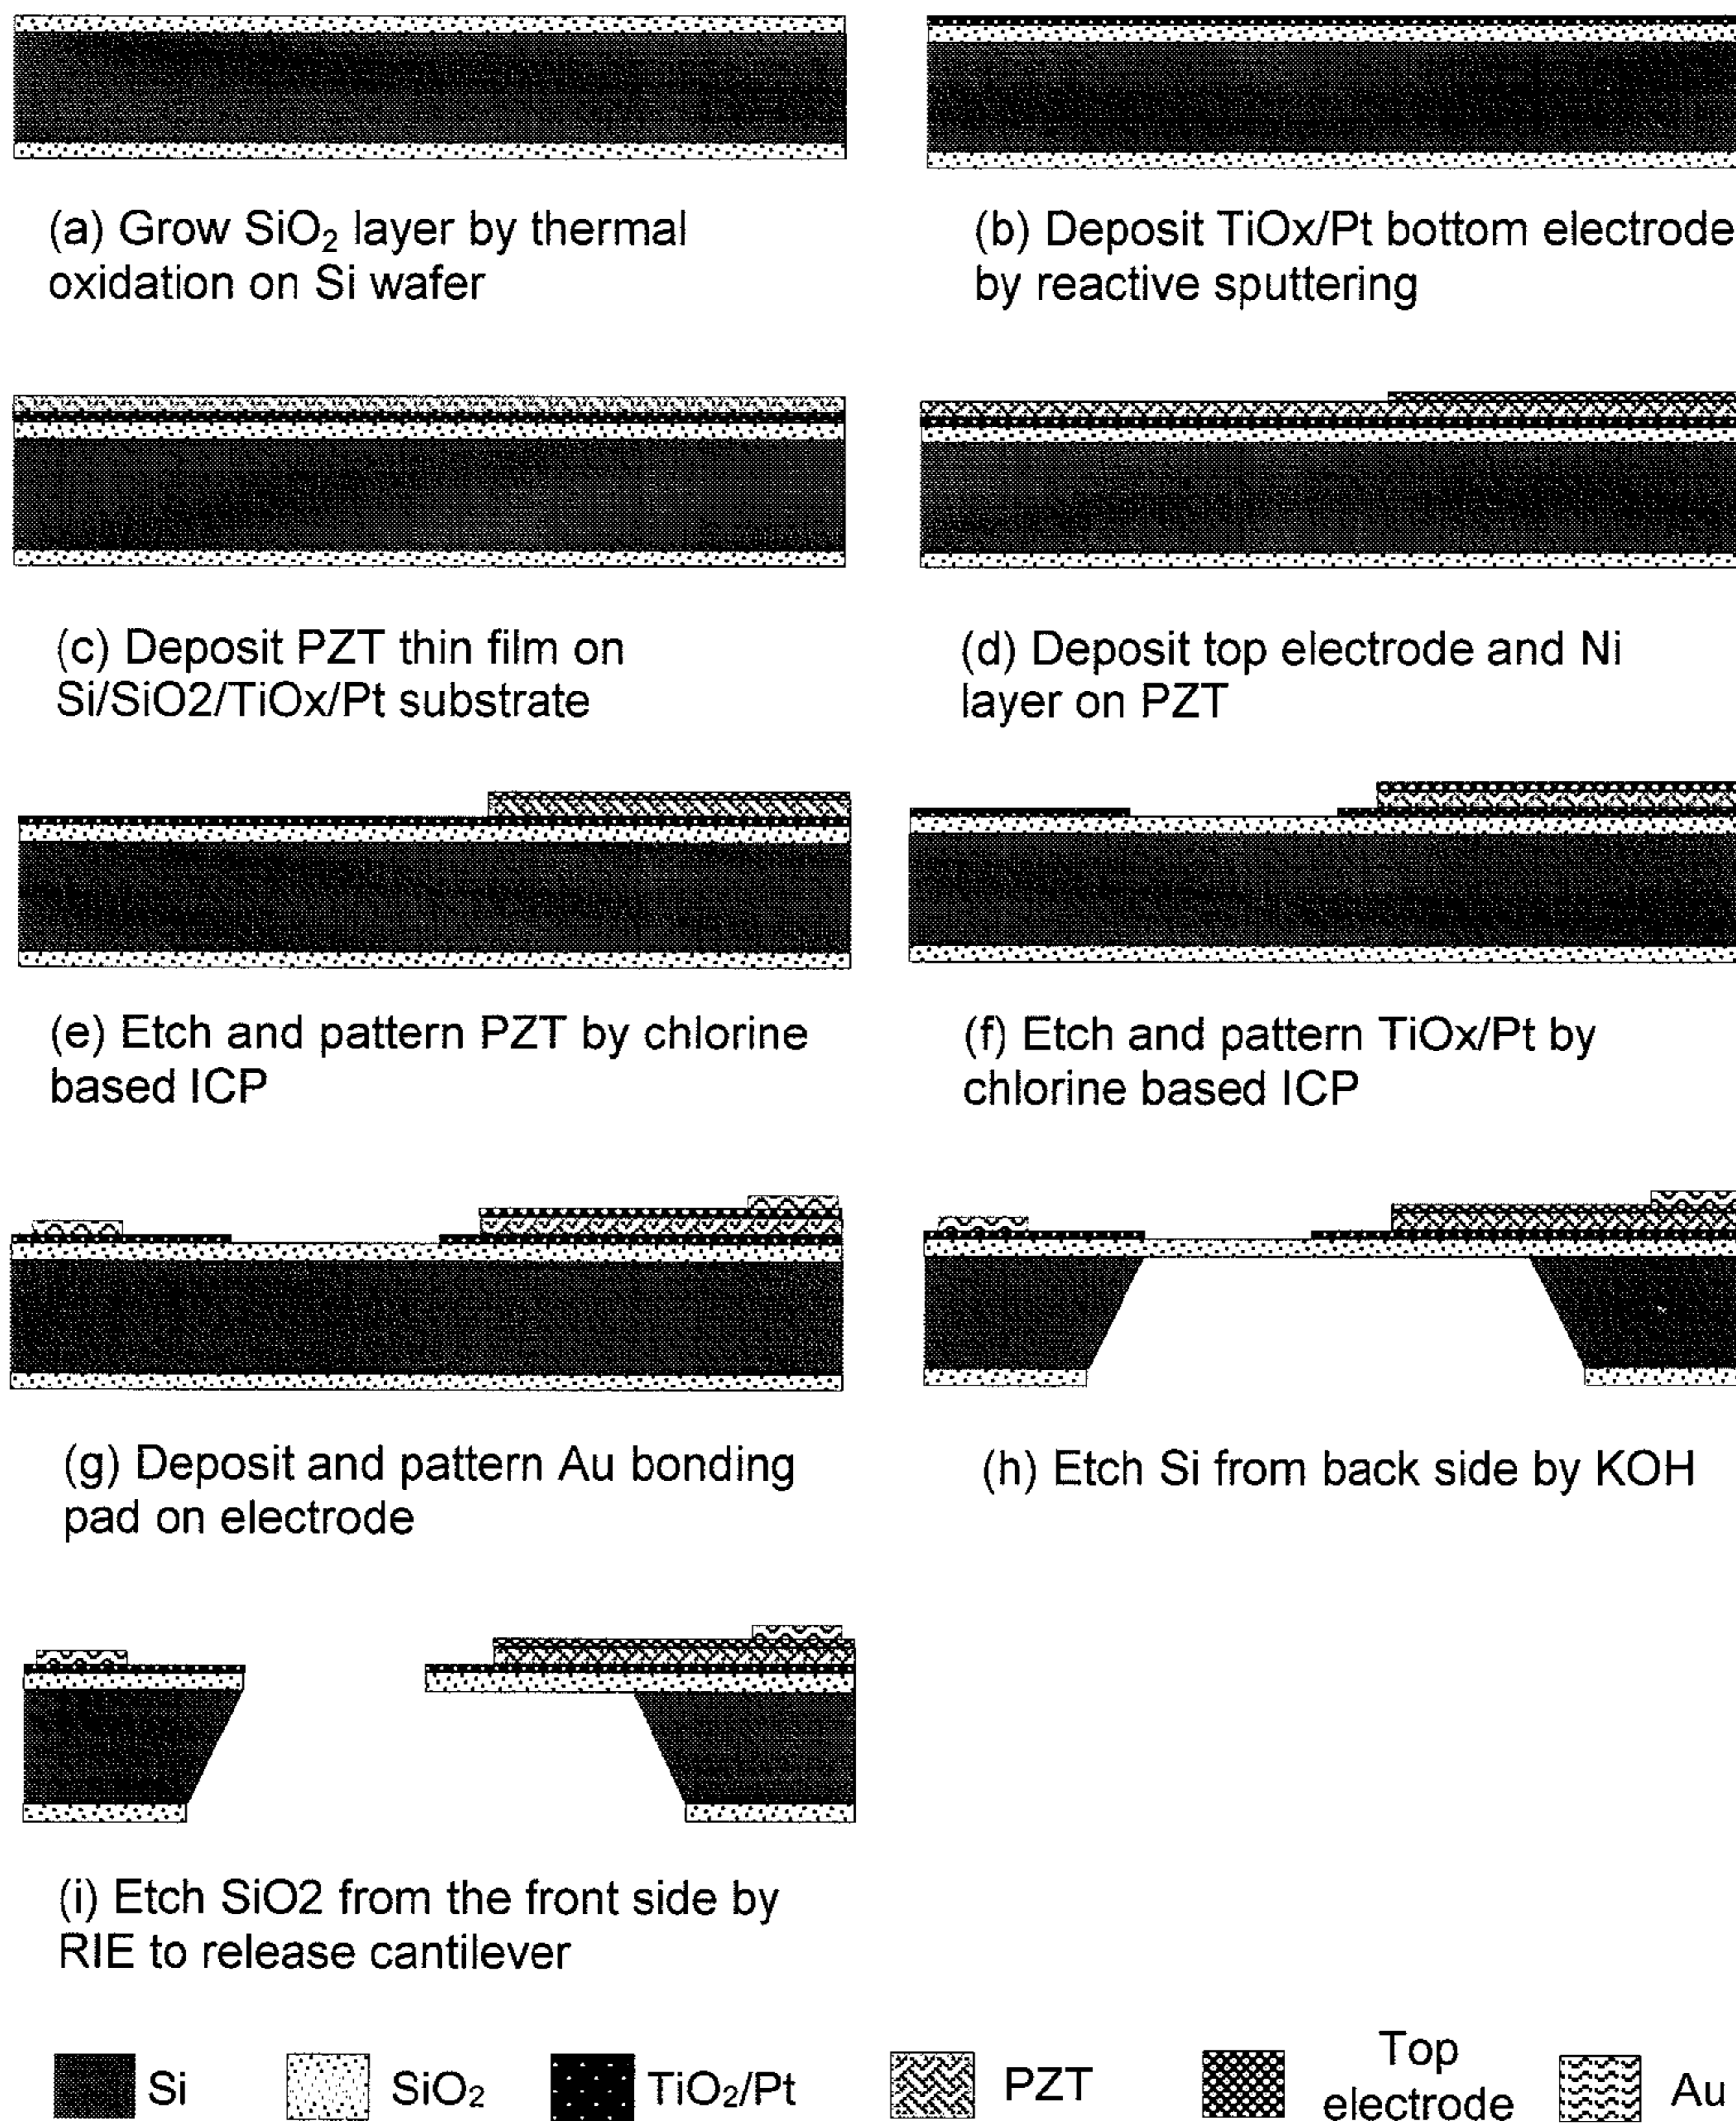 (a) Grow SiO₂ layer by thermal
oxidation on Si wafer
(b) Deposit TiOx/Pt bottom electrode
by reactive sputtering
(c) Deposit PZT thin film on
Si/SiO2/TiOx/Pt substrate
(d) Deposit top electrode and Ni
layer on PZT
(e) Etch and pattern PZT by chlorine
based ICP
(f) Etch and pattern TiOx/Pt by
chlorine based ICP
(g) Deposit and pattern Au bonding
pad on electrode
(h) Etch Si from back side by KOH
(i) Etch SiO2 from the front side by
RIE to release cantilever
Si
SiO₂
TiO₂/Pt
PZT
Top
electrode
Au